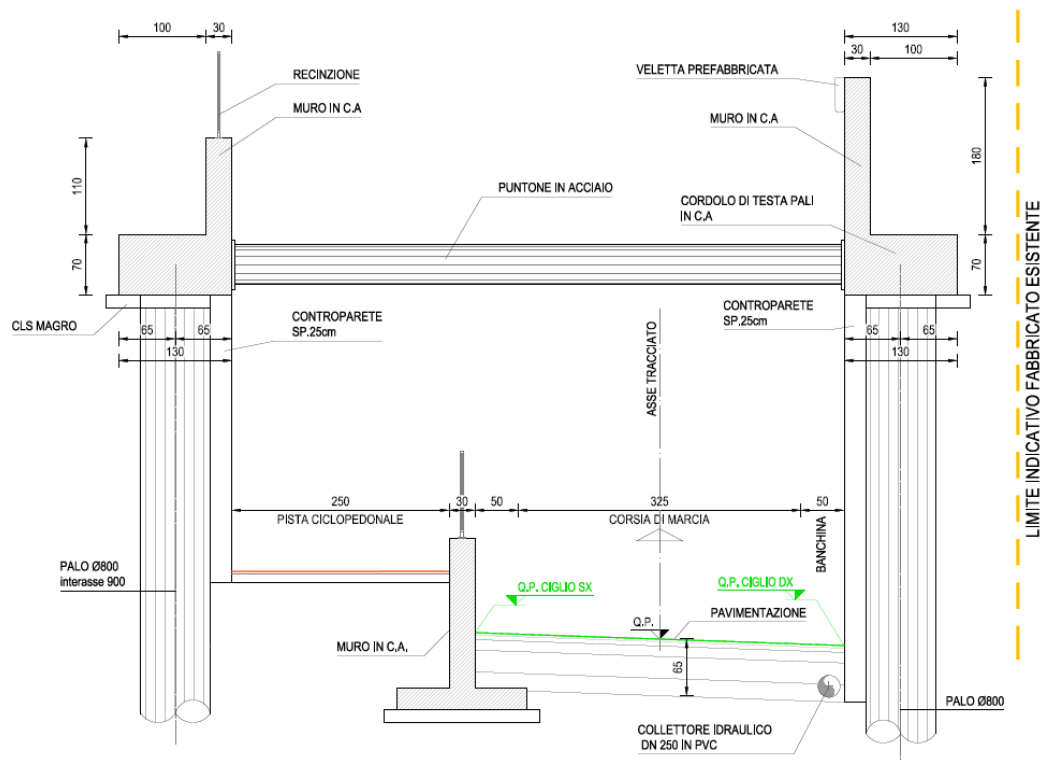 100
30
130
30
100
RECINZIONE
VELETTA PREFABBRICATA
MURO IN C.A
MURO IN C.A
110
180
PUNTONE IN ACCIAIO
CORDOLO DI TESTA PALI
IN C.A
70
70
LIMITE INDICATIVO FABBRICATO ESISTENTE
CLS MAGRO
65
65
130
CONTROPARETE
SP.25cm
CONTROPARETE
SP.25cm
65
65
130
ASSE TRACCIATO
250
30
50
325
50
PISTA CICLOPEDONALE
CORSIA DI MARCIA
BANCHINA
PALO Ø800
interasse 900
Q.P. CIGLIO SX
Q.P. CIGLIO DX
Q.P.
PAVIMENTAZIONE
MURO IN C.A.
65
PALO Ø800
COLLETTORE IDRAULICO
DN 250 IN PVC